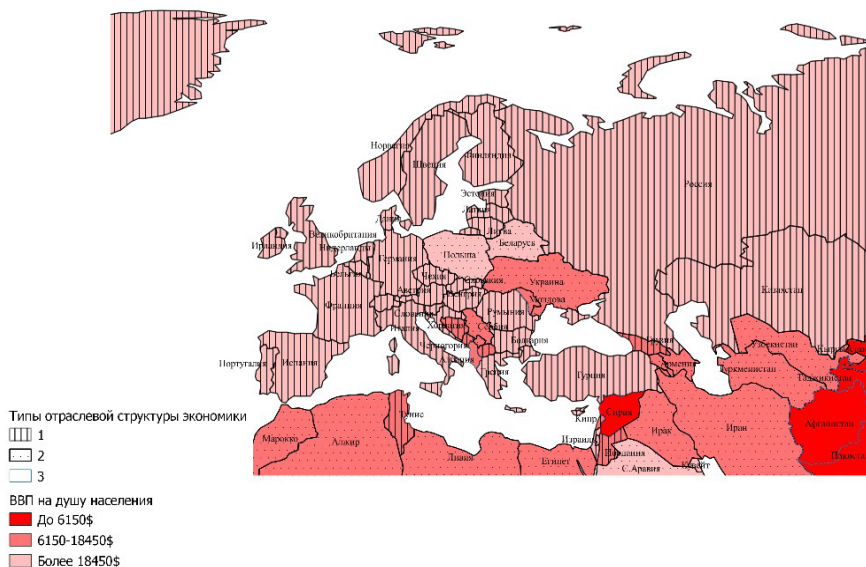 Норвегия
Швеция
Финляндия
Россия
Эстония
Латвия
Дания
Литва
Беларусь
Великобритания
Ирландия
Нидерланды
Германия
Польша
Бельгия
Чехия
Словакия
Украина
Казахстан
Австрия
Венгрия
Молдова
Франция
Словения
Румыния
Италия
Хорватия
Сербия
Грузия
Узбекистан
Кыргызстан
Черногория
Болгария
Португалия
Испания
Албания
Греция
Турция
Армения
Туркменистан
Таджикистан
Типы отраслевой структуры экономики
1
2
3
Тунис
Кипр
Сирия
Афганистан
Марокко
Алжир
Израиль
Ирак
Иран
Ливия
Египет
Иордания
С.Аравия
Кувейт
ВВП на душу населения
До 6150$
6150-18450$
Более 18450$